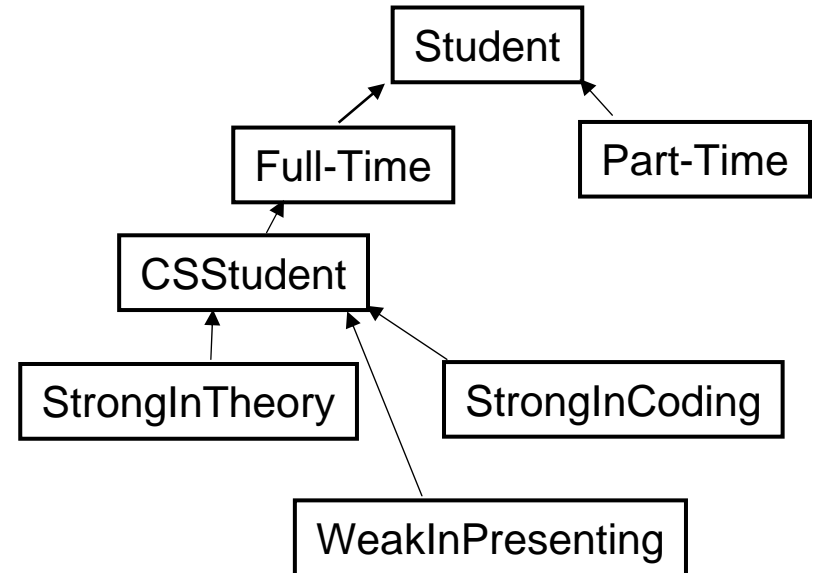 Student
Full-Time
Part-Time
CSStudent
StrongInTheory
StrongInCoding
WeakInPresenting